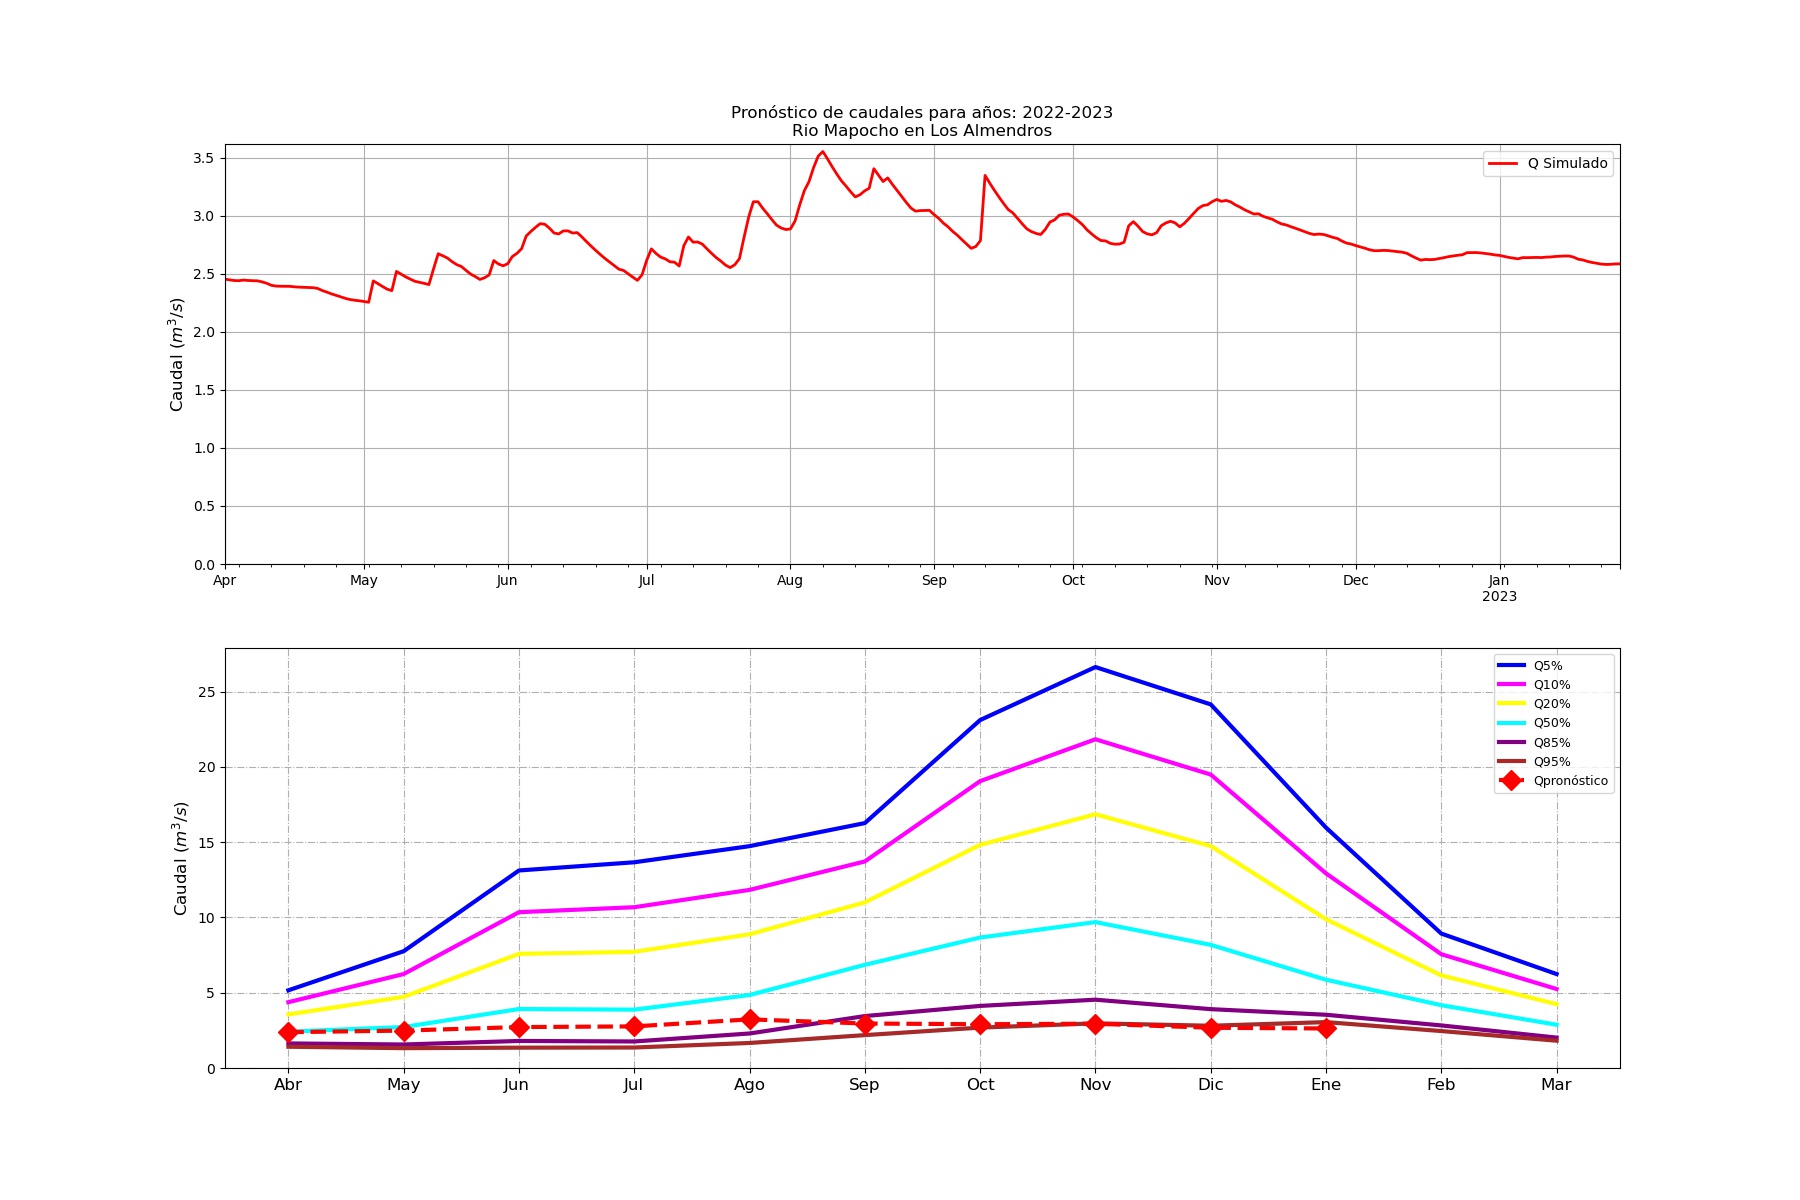 Pronóstico de caudales para años: 2022-2023
Rio Mapocho en Los Almendros
Caudal (m³/s)
3.5
3.0
2.5
2.0
1.5
1.0
0.5
0.0
Q Simulado
Apr May Jun Jul Aug Sep Oct Nov Dec Jan
2023
Caudal (m³/s)
25
20
15
10
5
0
Q5%
Q10%
Q20%
Q50%
Q85%
Q95%
Qpronóstico
Abr May Jun Jul Ago Sep Oct Nov Dic Ene Feb Mar